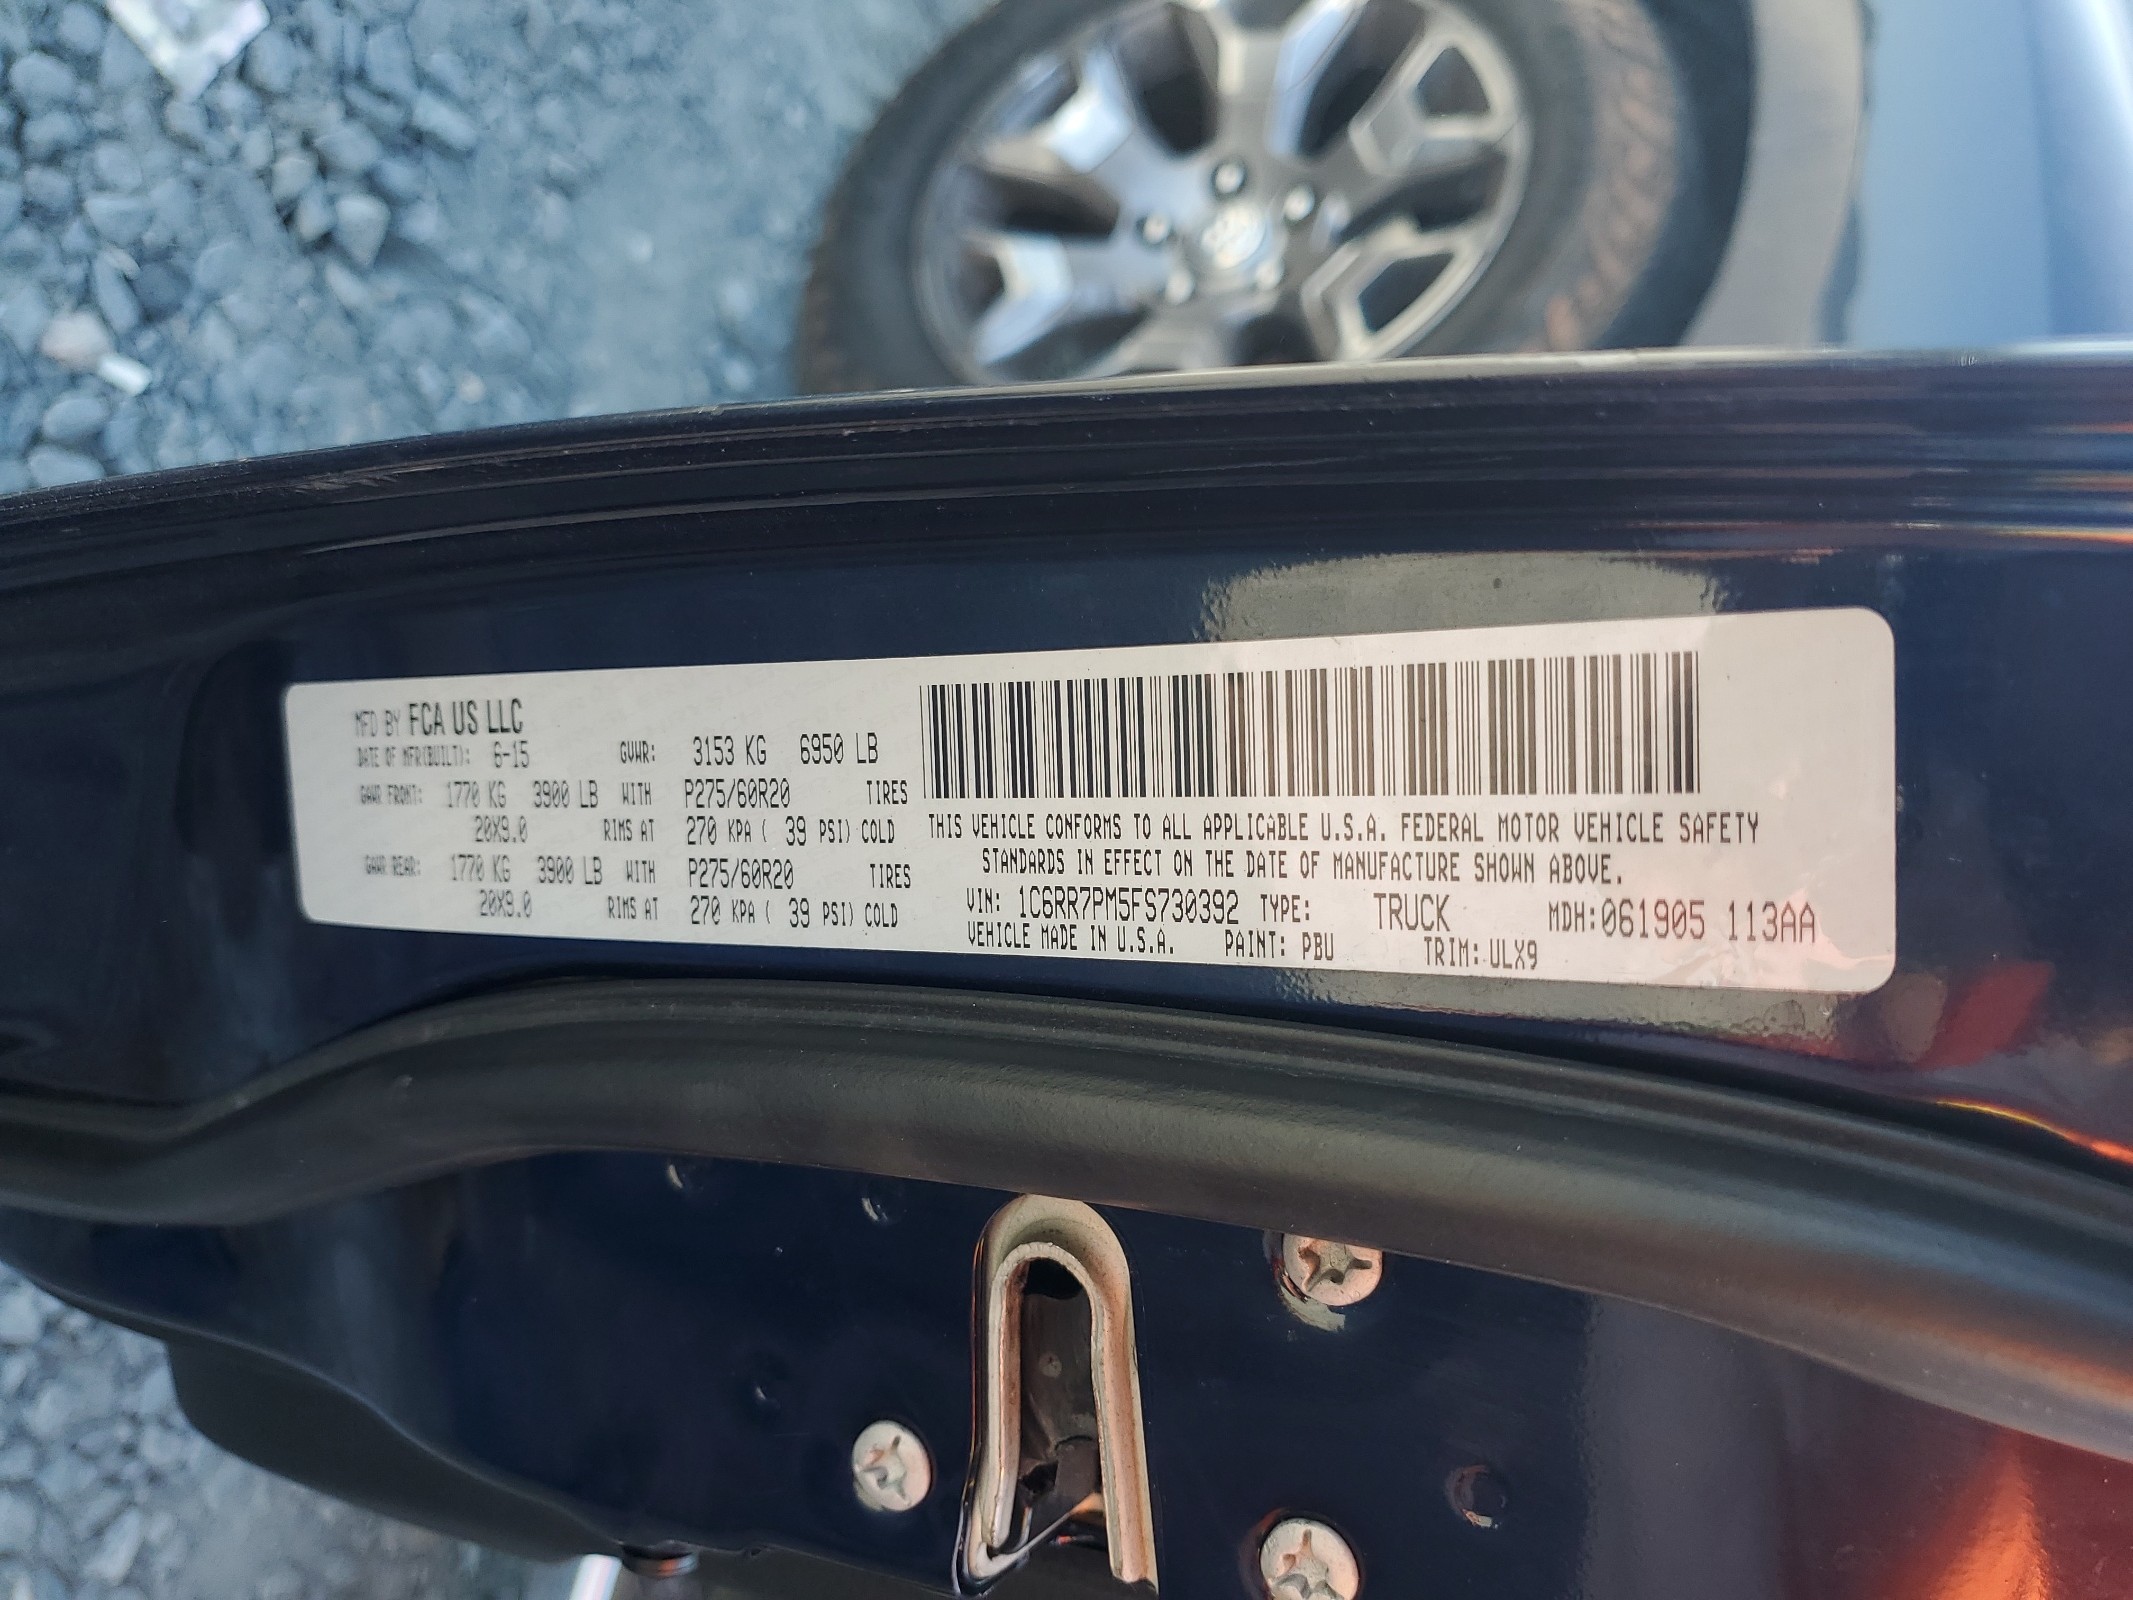 MFD BY FCA US LLC
DATE OF MFR(BUILT): 6-15 GVWR: 3153 KG 6950 LB
GAWR FRONT: 1770 KG 3900 LB WITH P275/60R20 TIRES
20X9.0 RIMS AT 270 KPA ( 39 PSI) COLD
GAWR REAR: 1770 KG 3900 LB WITH P275/60R20 TIRES
20X9.0 RIMS AT 270 KPA ( 39 PSI) COLD
THIS VEHICLE CONFORMS TO ALL APPLICABLE U.S.A. FEDERAL MOTOR VEHICLE SAFETY
STANDARDS IN EFFECT ON THE DATE OF MANUFACTURE SHOWN ABOVE.
VIN: 1C6RR7PM5FS730392 TYPE: TRUCK MDH:061905 113AA
VEHICLE MADE IN U.S.A. PAINT: PBU TRIM: ULX9